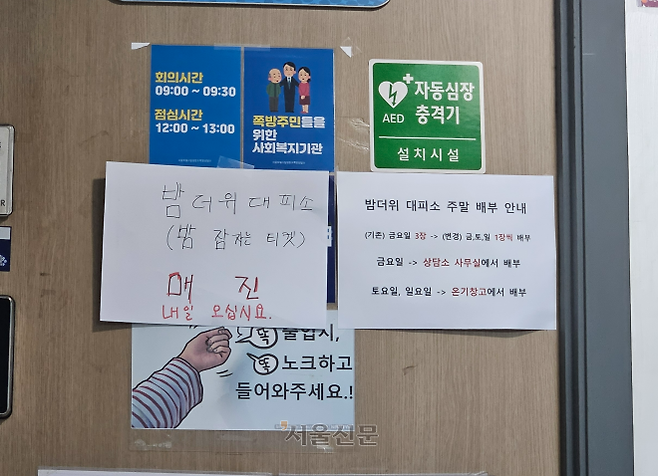 회의시간
09:00 ~ 09:30
점심시간
12:00 ~ 13:00
쪽방주민들을
위한
사회복지기관
자동심장
충격기
AED
설치시설
밤더위대피소
(밤 잠자는 티켓)
매 진
내일 오십시요.
밤더위 대피소 주말 배부 안내
(기존) 금요일 3장 -> (변경) 금,토,일 1장씩 배부
금요일 -> 상담소 사무실에서 배부
토요일, 일요일 -> 온기창고에서 배부
똑 출입시,
똑 노크하고
들어와주세요.!
서울신문